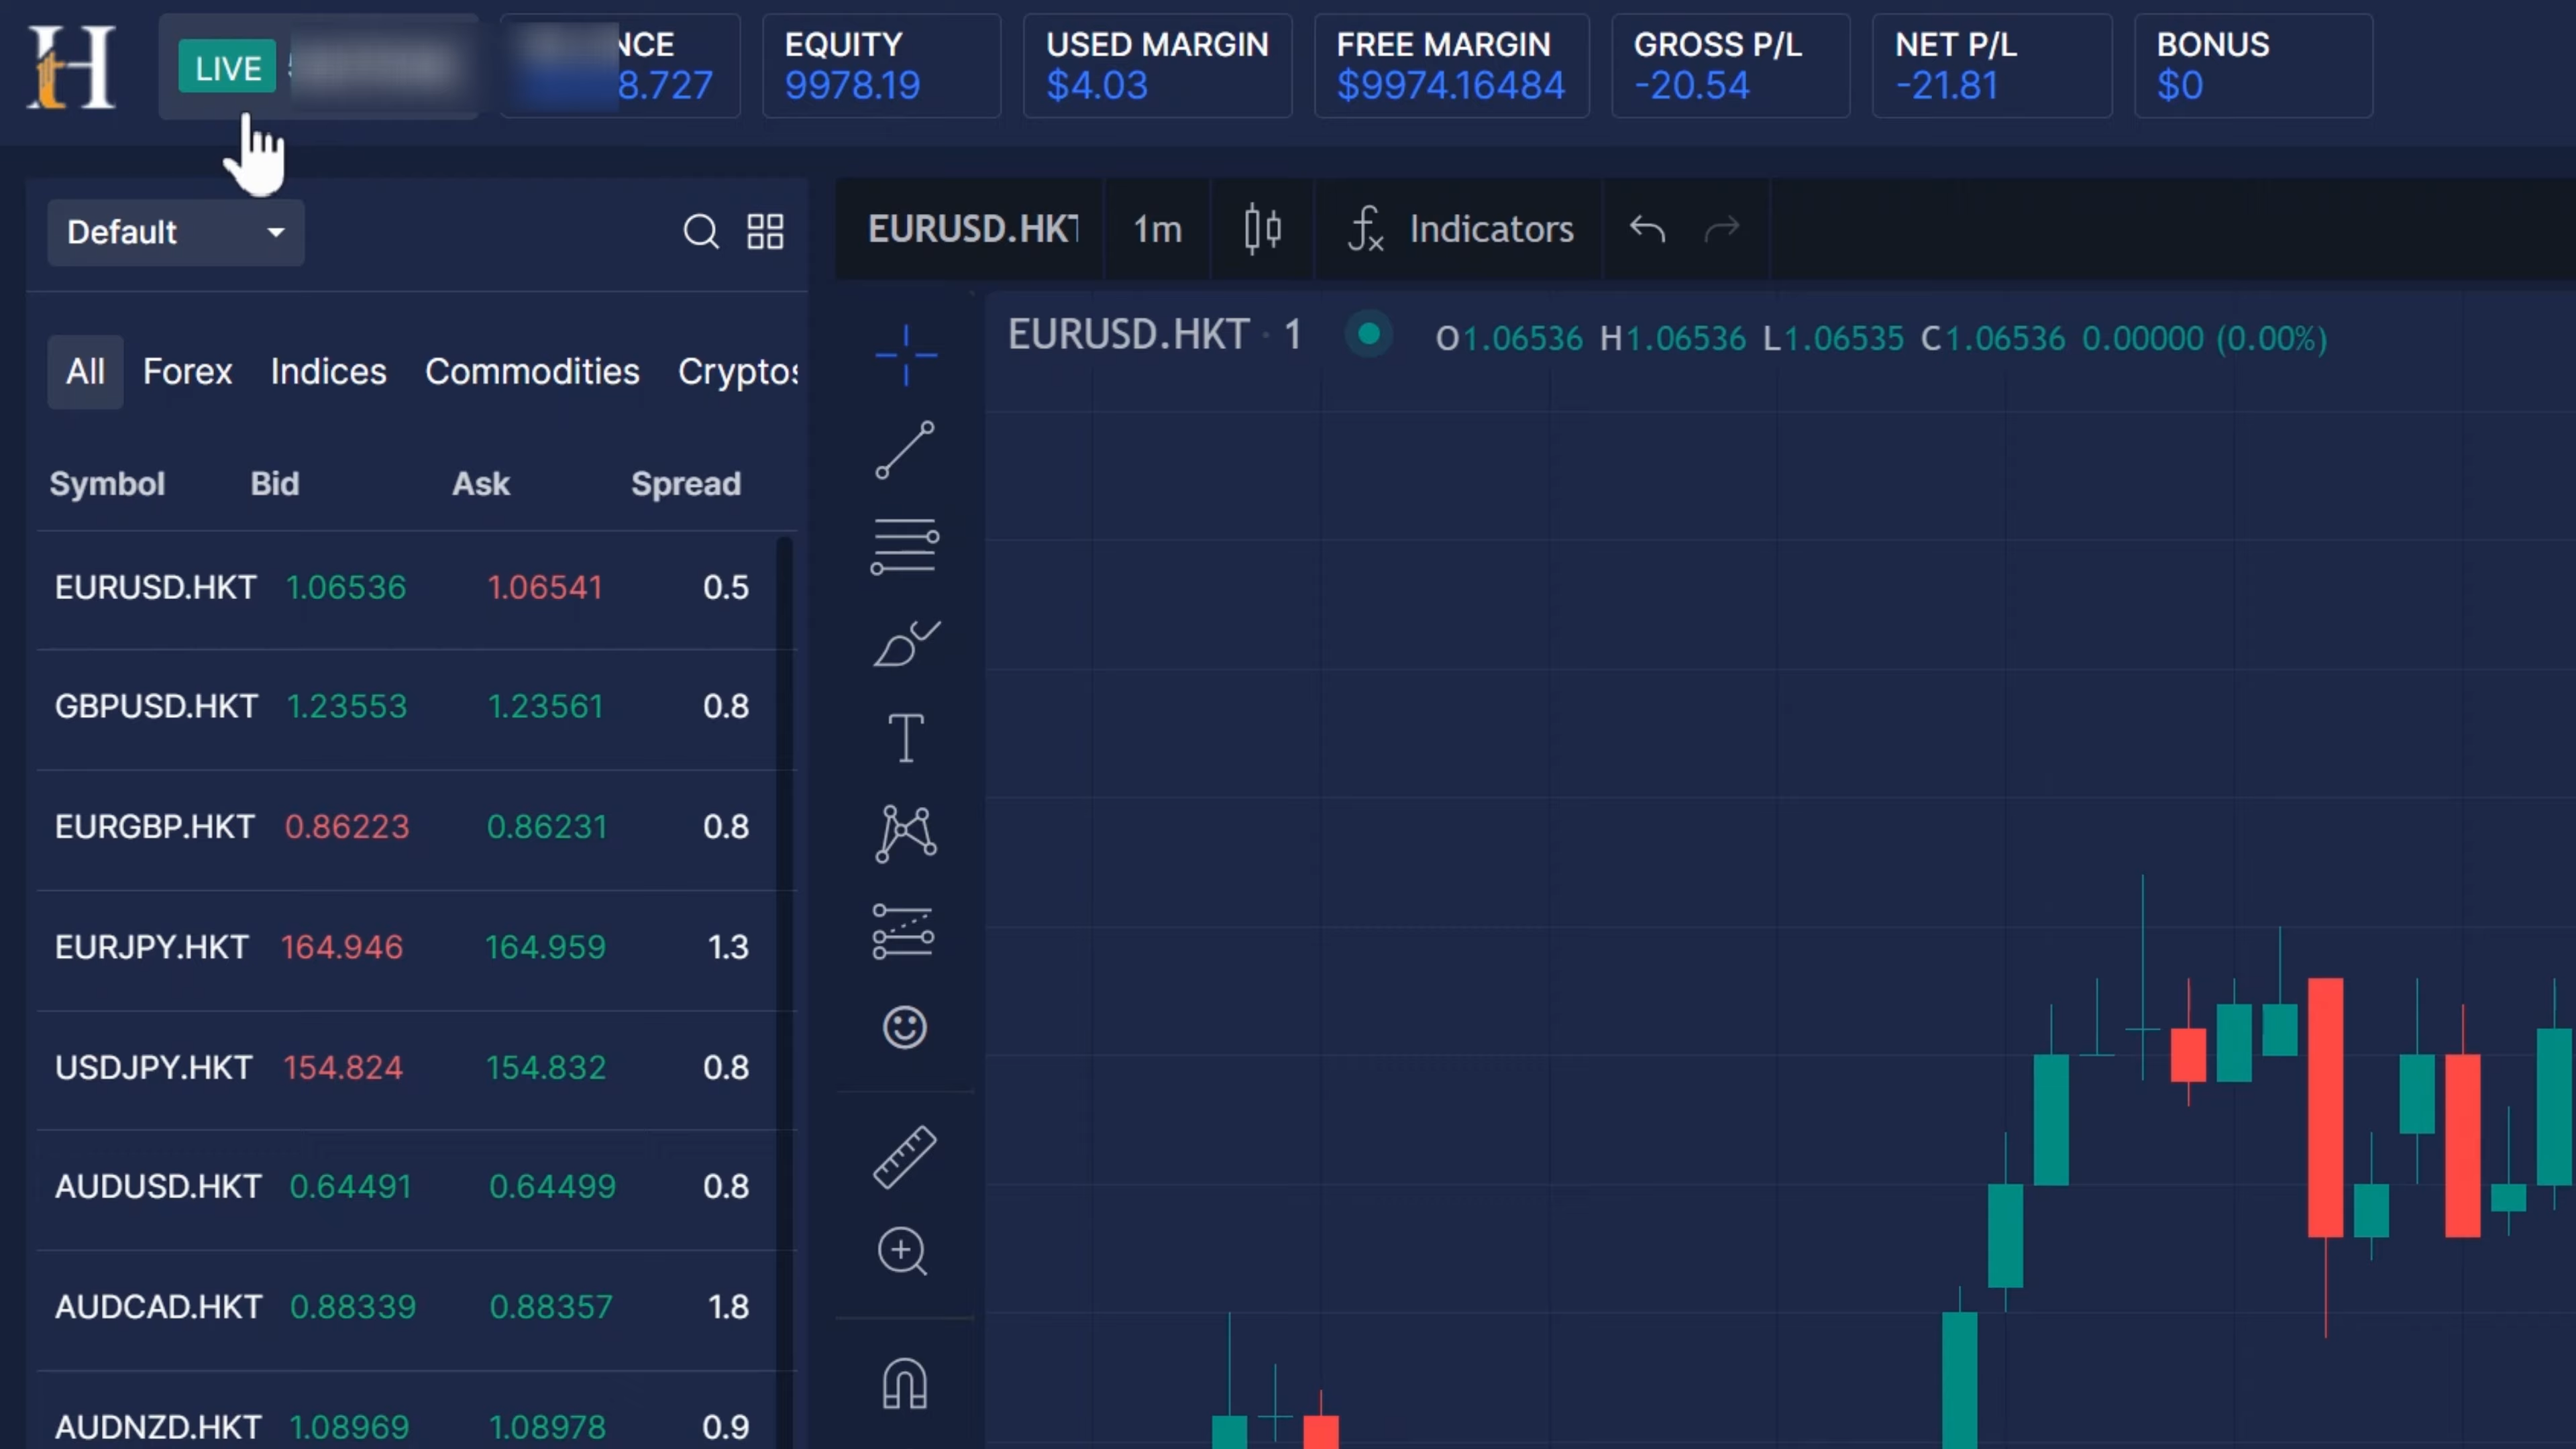 H
LIVE
NCE
8.727
EQUITY
9978.19
USED MARGIN
$4.03
FREE MARGIN
$9974.16484
GROSS P/L
-20.54
NET P/L
-21.81
BONUS
$0
Default
EURUSD.HKT
1m
Indicators
All Forex Indices Commodities Cryptos
EURUSD.HKT · 1 O1.06536 H1.06536 L1.06535 C1.06536 0.00000 (0.00%)
Symbol Bid Ask Spread
EURUSD.HKT 1.06536 1.06541 0.5
GBPUSD.HKT 1.23553 1.23561 0.8
EURGBP.HKT 0.86223 0.86231 0.8
EURJPY.HKT 164.946 164.959 1.3
USDJPY.HKT 154.824 154.832 0.8
AUDUSD.HKT 0.64491 0.64499 0.8
AUDCAD.HKT 0.88339 0.88357 1.8
AUDNZD.HKT 1.08969 1.08978 0.9